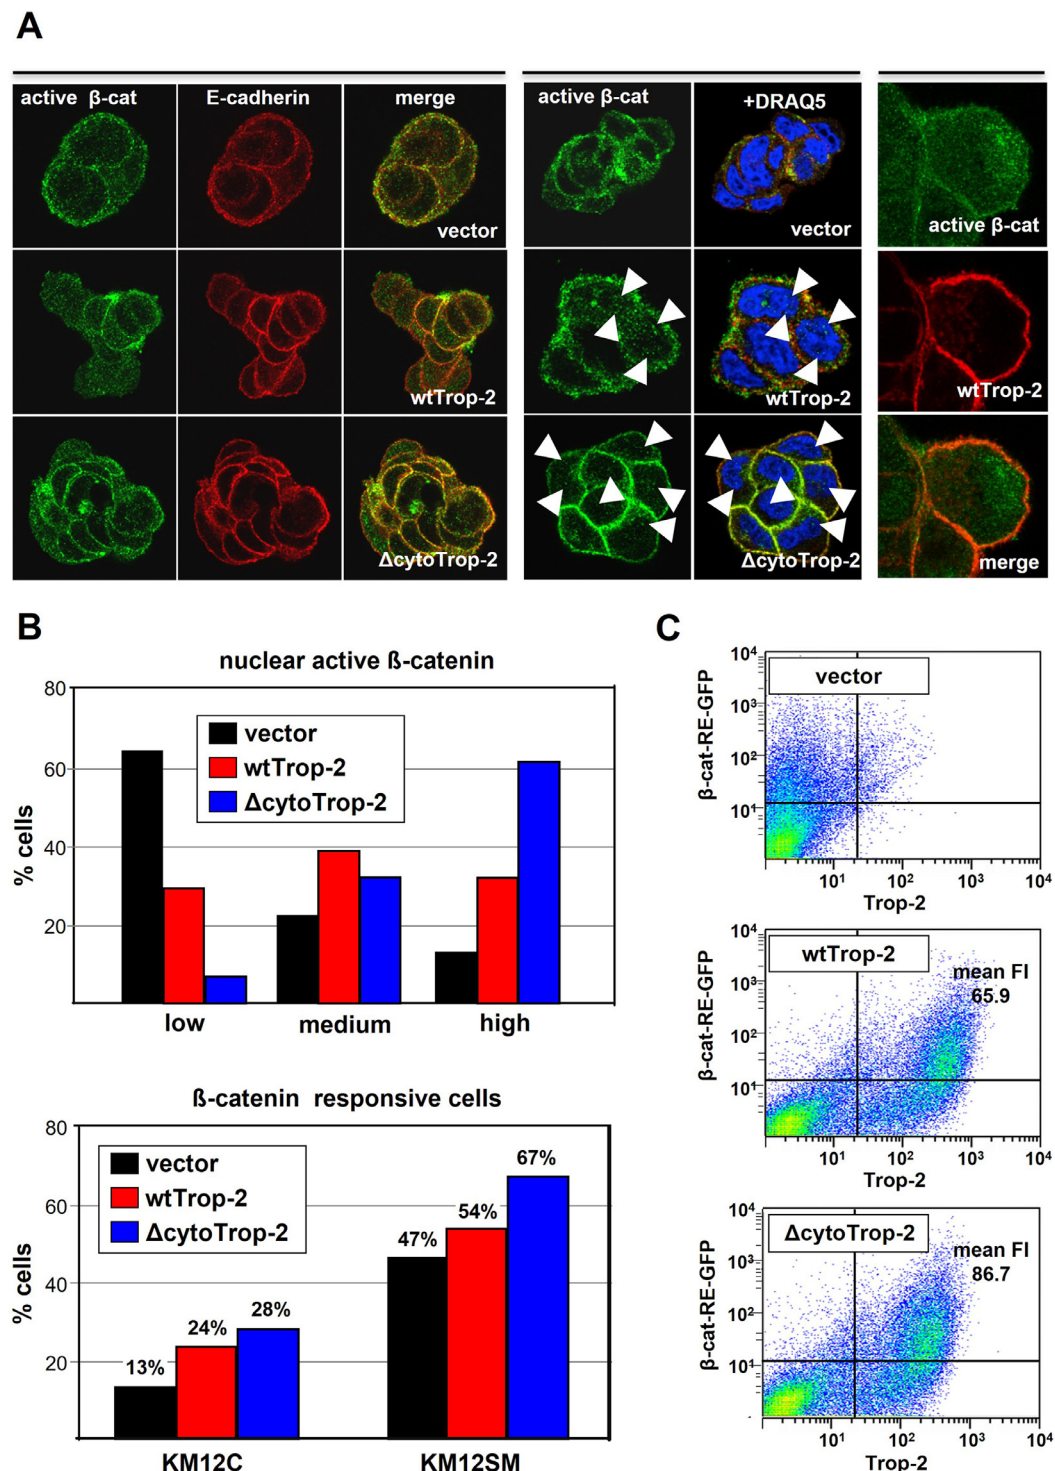 A
active β-cat E-cadherin merge
active β-cat +DRAQ5
vector
vector
active β-cat
wtTrop-2
wtTrop-2
wtTrop-2
ΔcytoTrop-2
ΔcytoTrop-2
merge
B
nuclear active ß-catenin
80
60
40
20
% cells
vector
wtTrop-2
ΔcytoTrop-2
low medium high
ß-catenin responsive cells
80
60
40
20
% cells
vector
wtTrop-2
ΔcytoTrop-2
13% 24% 28%
47% 54% 67%
KM12C KM12SM
C
vector
β-cat-RE-GFP
10⁴
10³
10²
10¹
10¹ 10² 10³ 10⁴
Trop-2
wtTrop-2
mean FI
65.9
β-cat-RE-GFP
10⁴
10³
10²
10¹
10¹ 10² 10³ 10⁴
Trop-2
ΔcytoTrop-2
mean FI
86.7
β-cat-RE-GFP
10⁴
10³
10²
10¹
10¹ 10² 10³ 10⁴
Trop-2